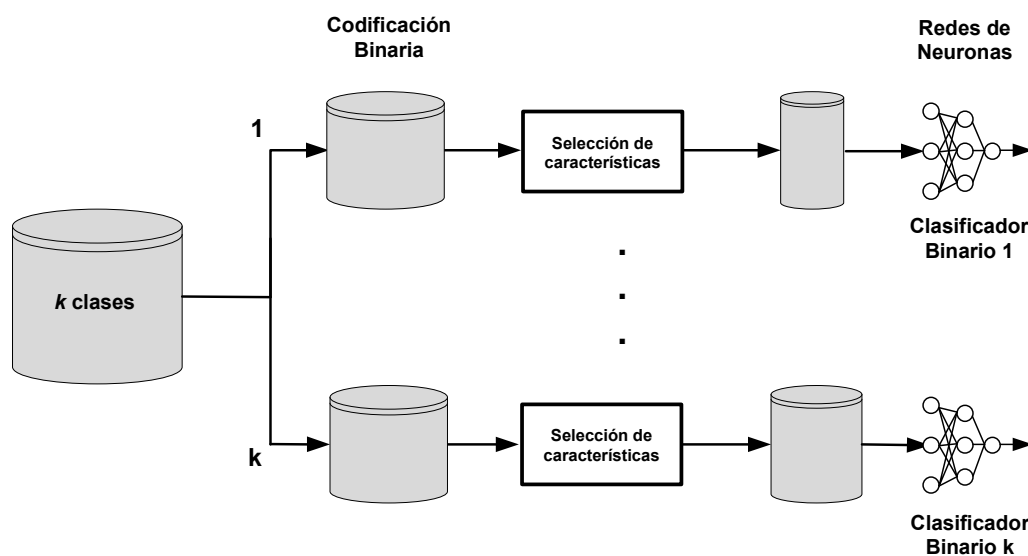 Codificación
Binaria
Redes de
Neuronas
1
Selección de
características
Clasificador
Binario 1
k clases
k
Selección de
características
Clasificador
Binario k